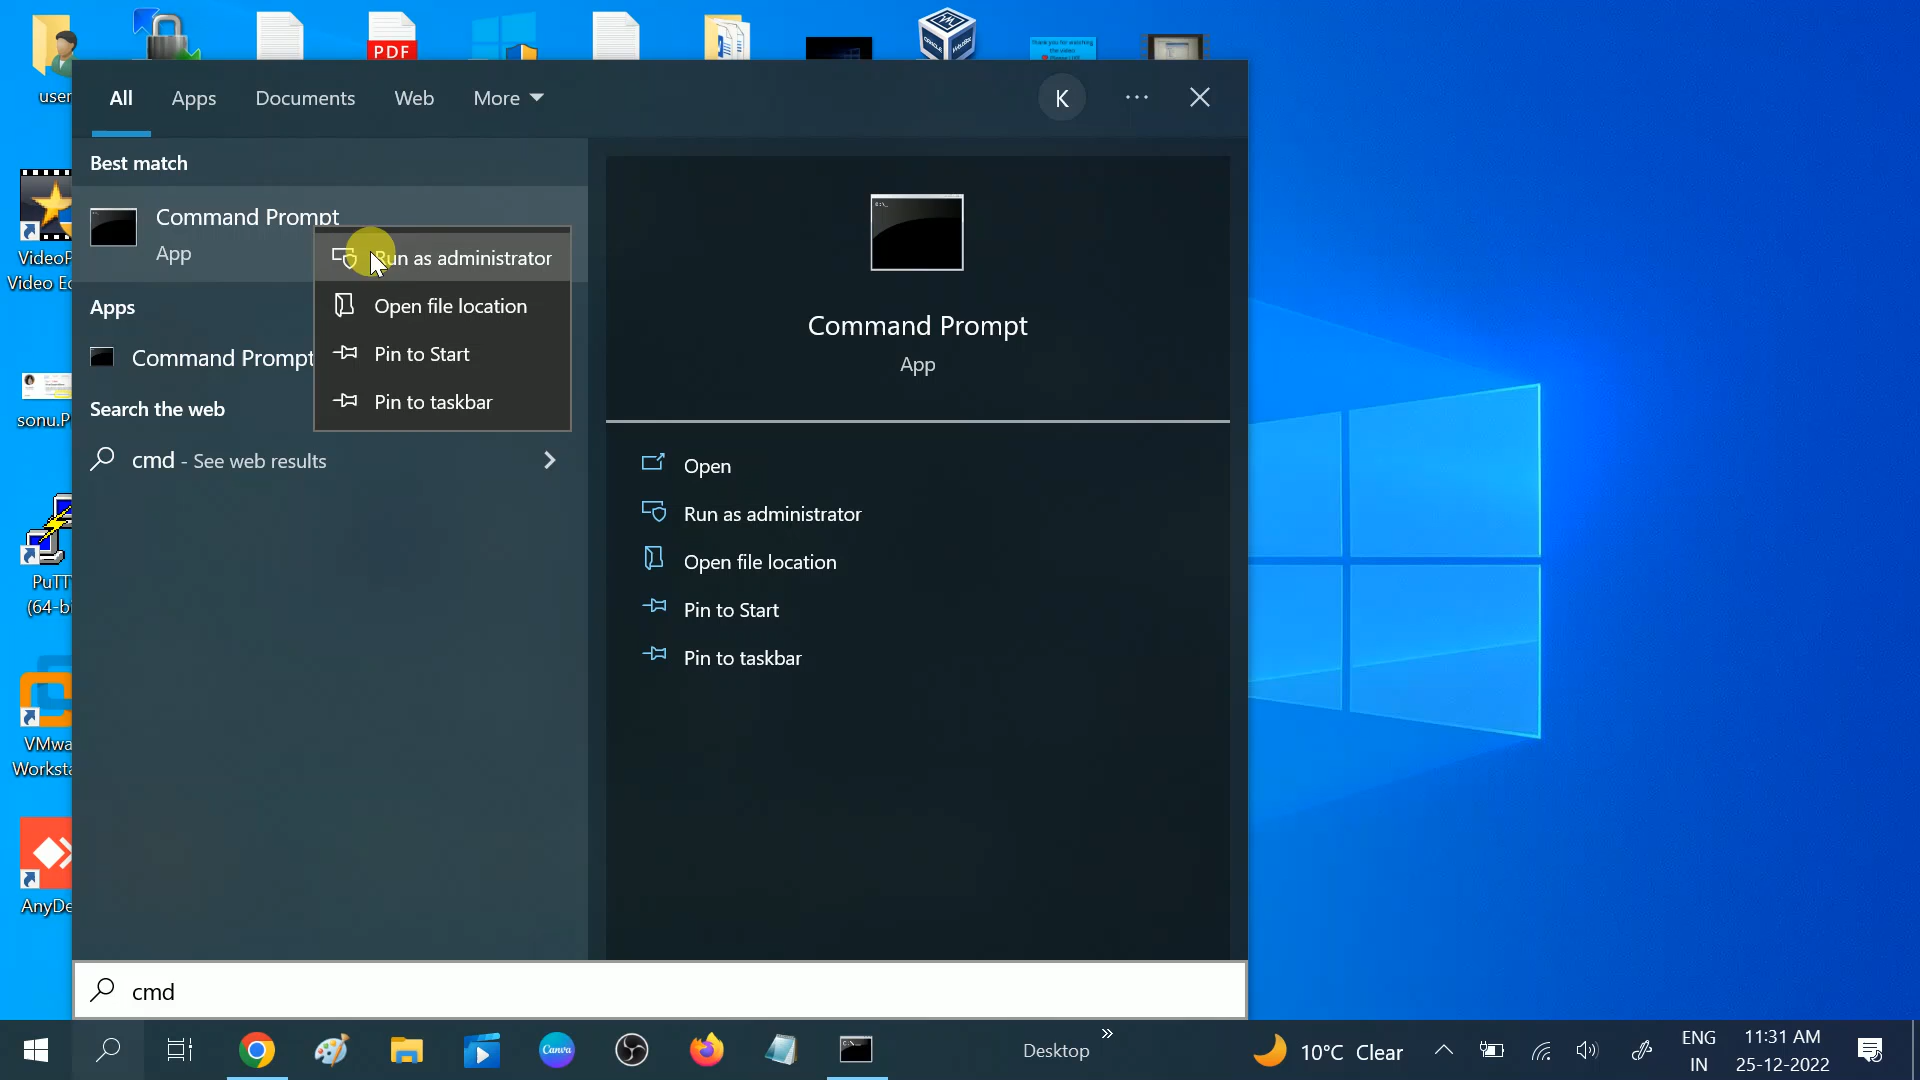 PDF
user
All
Apps
Documents
Web
More
K
Best match
Command Prompt
App
Run as administrator
Open file location
Pin to Start
Pin to taskbar
Apps
Command Prompt
Search the web
cmd - See web results
Command Prompt
App
Open
Run as administrator
Open file location
Pin to Start
Pin to taskbar
VideoP
Video Ed
sonu.P
PuTT
(64-bi
VMwa
Worksta
AnyDe
cmd
Canva
Desktop
10°C Clear
ENG
IN
11:31 AM
25-12-2022